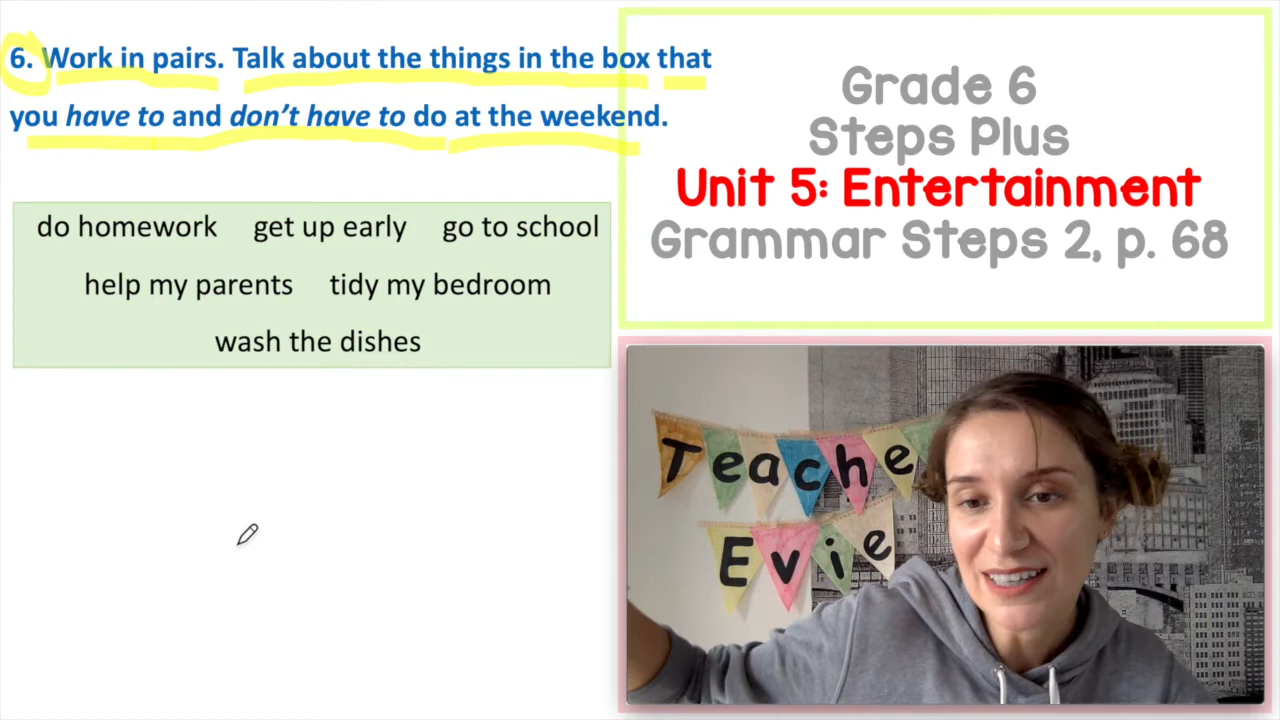 6. Work in pairs. Talk about the things in the box that
you have to and don't have to do at the weekend.
do homework get up early go to school
help my parents tidy my bedroom
wash the dishes
Grade 6
Steps Plus
Unit 5: Entertainment
Grammar Steps 2, p. 68
Teache
Evie